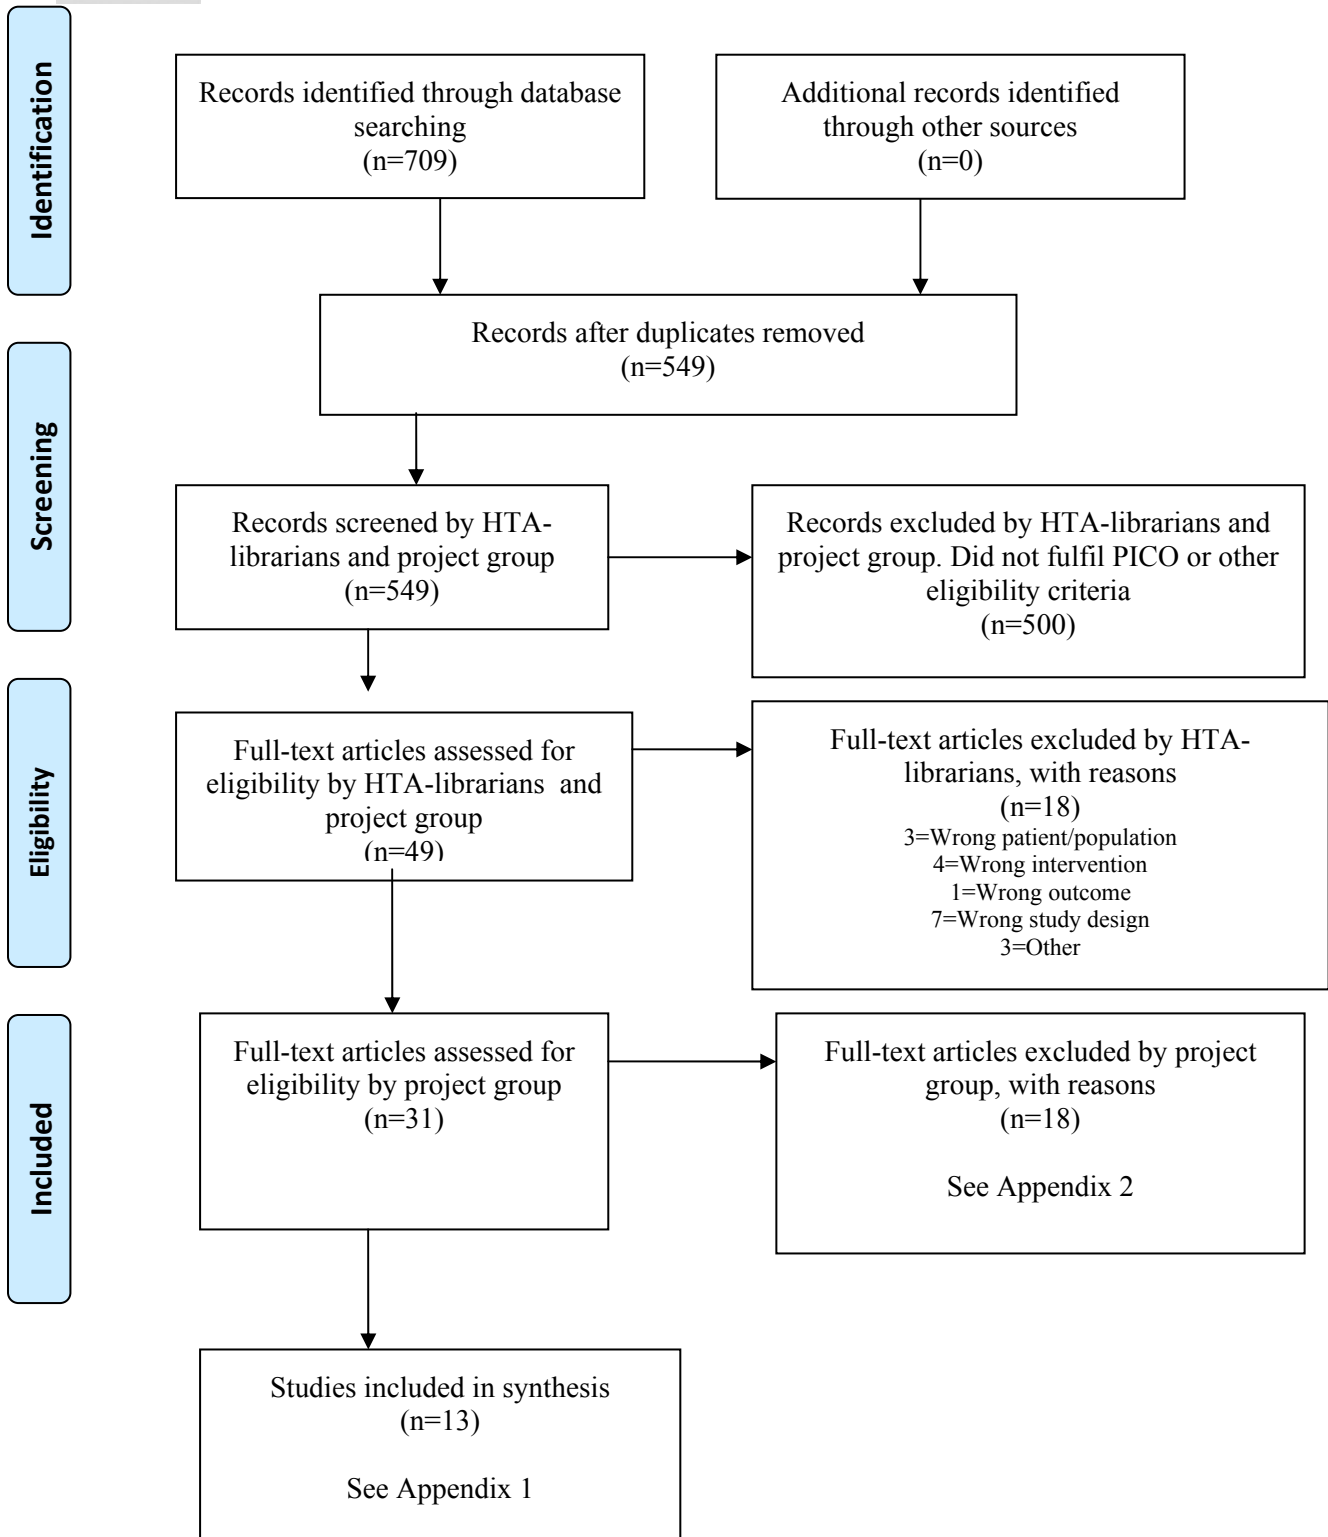 Identification
Records identified through database
searching
(n=709)
Additional records identified
through other sources
(n=0)
Records after duplicates removed
(n=549)
Screening
Records screened by HTA-
librarians and project group
(n=549)
Records excluded by HTA-librarians and
project group. Did not fulfil PICO or other
eligibility criteria
(n=500)
Eligibility
Full-text articles assessed for
eligibility by HTA-librarians  and
project group
(n=49)
Full-text articles excluded by HTA-
librarians, with reasons
(n=18)
3=Wrong patient/population
4=Wrong intervention
1=Wrong outcome
7=Wrong study design
3=Other
Included
Full-text articles assessed for
eligibility by project group
(n=31)
Full-text articles excluded by project
group, with reasons
(n=18)
See Appendix 2
Studies included in synthesis
(n=13)
See Appendix 1